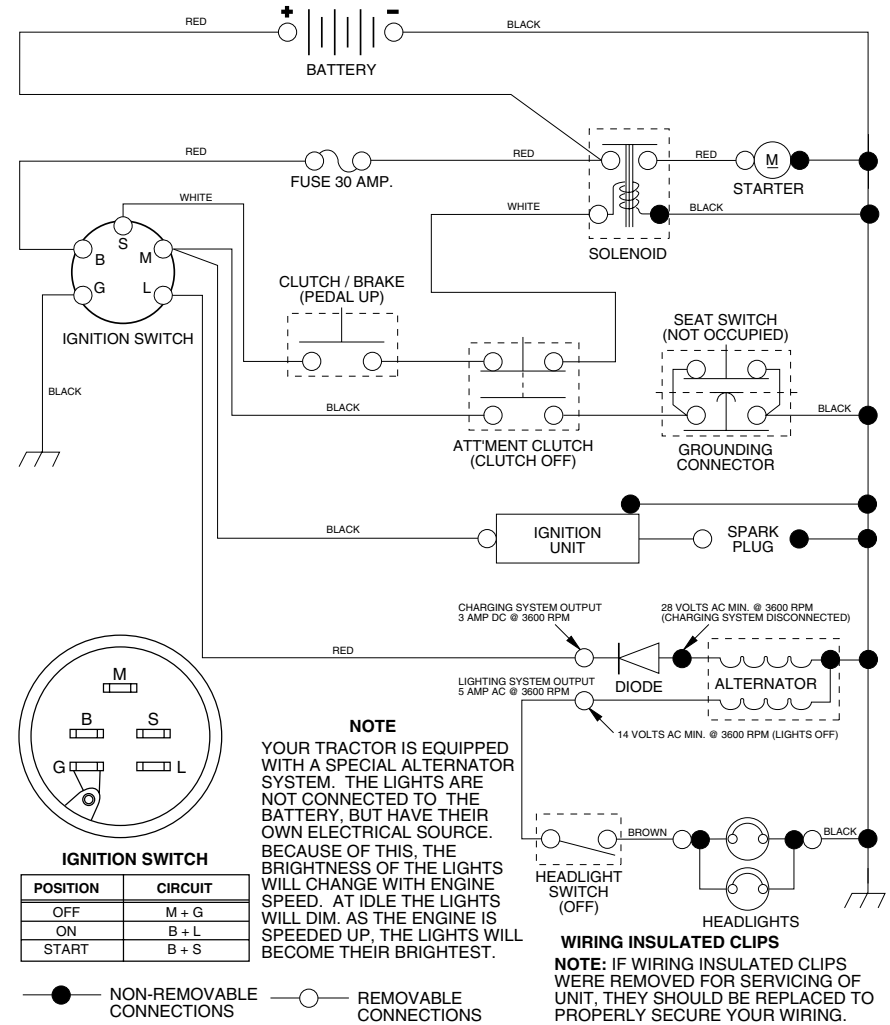 RED
+
-
BLACK
BATTERY
RED
FUSE 30 AMP.
RED
RED
M
STARTER
WHITE
WHITE
BLACK
SOLENOID
S
B
M
G
L
IGNITION SWITCH
CLUTCH / BRAKE
(PEDAL UP)
SEAT SWITCH
(NOT OCCUPIED)
BLACK
BLACK
BLACK
ATT'MENT CLUTCH
(CLUTCH OFF)
GROUNDING
CONNECTOR
BLACK
IGNITION
UNIT
SPARK
PLUG
CHARGING SYSTEM OUTPUT
3 AMP DC @ 3600 RPM
28 VOLTS AC MIN. @ 3600 RPM
(CHARGING SYSTEM DISCONNECTED)
RED
LIGHTING SYSTEM OUTPUT
5 AMP AC @ 3600 RPM
DIODE
ALTERNATOR
14 VOLTS AC MIN. @ 3600 RPM (LIGHTS OFF)
M
B
S
G
L
IGNITION SWITCH
POSITION CIRCUIT
OFF M + G
ON B + L
START B + S
NOTE
YOUR TRACTOR IS EQUIPPED
WITH A SPECIAL ALTERNATOR
SYSTEM. THE LIGHTS ARE
NOT CONNECTED TO THE
BATTERY, BUT HAVE THEIR
OWN ELECTRICAL SOURCE.
BECAUSE OF THIS, THE
BRIGHTNESS OF THE LIGHTS
WILL CHANGE WITH ENGINE
SPEED. AT IDLE THE LIGHTS
WILL DIM. AS THE ENGINE IS
SPEEDED UP, THE LIGHTS WILL
BECOME THEIR BRIGHTEST.
BROWN
BLACK
HEADLIGHT
SWITCH
(OFF)
HEADLIGHTS
WIRING INSULATED CLIPS
NOTE: IF WIRING INSULATED CLIPS
WERE REMOVED FOR SERVICING OF
UNIT, THEY SHOULD BE REPLACED TO
PROPERLY SECURE YOUR WIRING.
NON-REMOVABLE
CONNECTIONS
REMOVABLE
CONNECTIONS